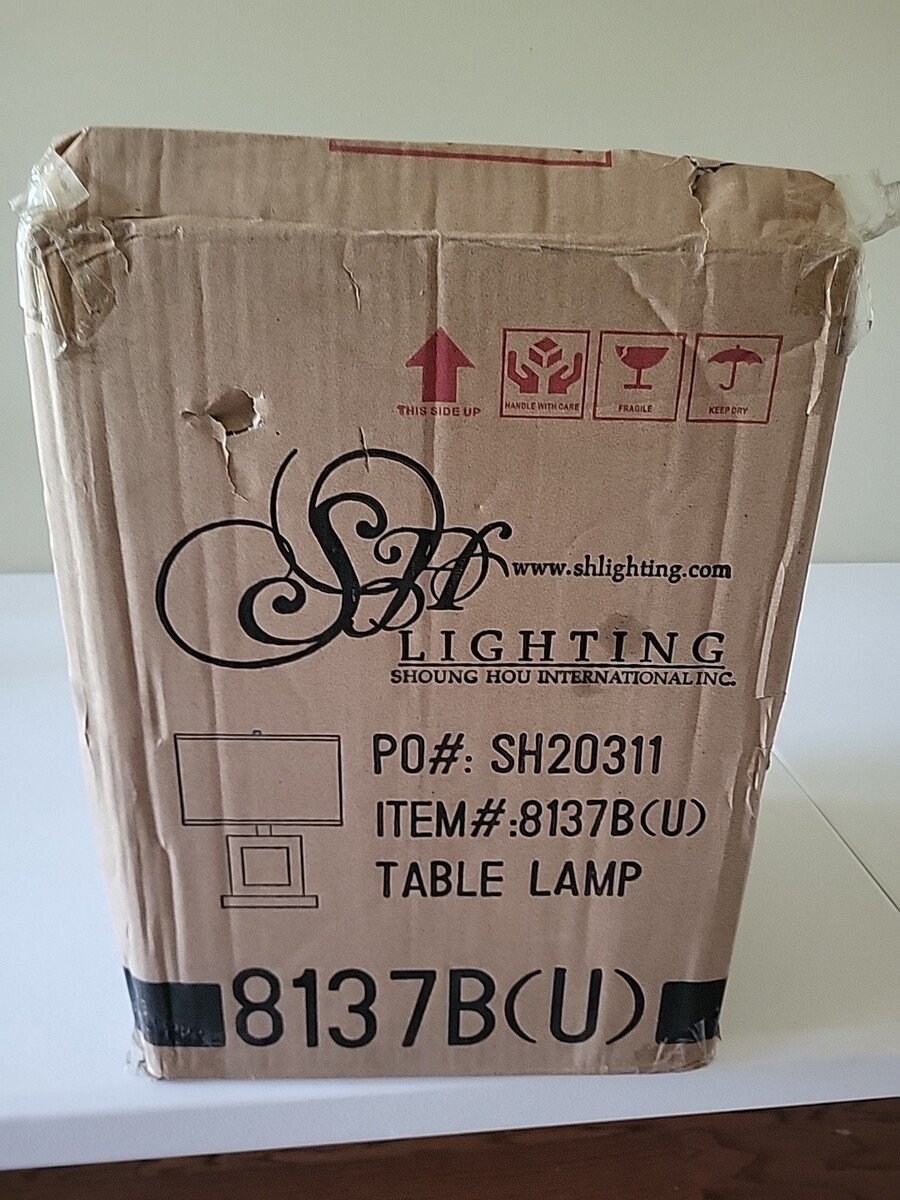 THIS SIDE UP
HANDLE WITH CARE
FRAGILE
KEEP DRY
SH
www.shlighting.com
LIGHTING
SHOUNG HOU INTERNATIONAL INC.
PO#: SH20311
ITEM#:8137B(U)
TABLE LAMP
8137B(U)